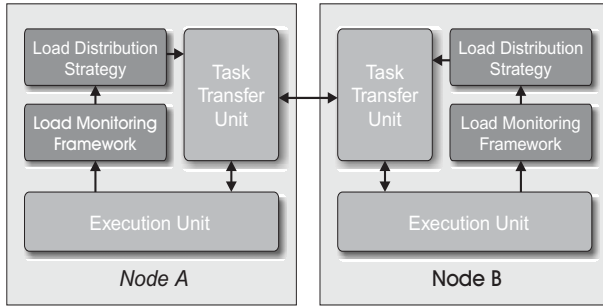 Load Distribution
Strategy
Load Monitoring
Framework
Task
Transfer
Unit
Execution Unit
Node A
Task
Transfer
Unit
Load Distribution
Strategy
Load Monitoring
Framework
Execution Unit
Node B